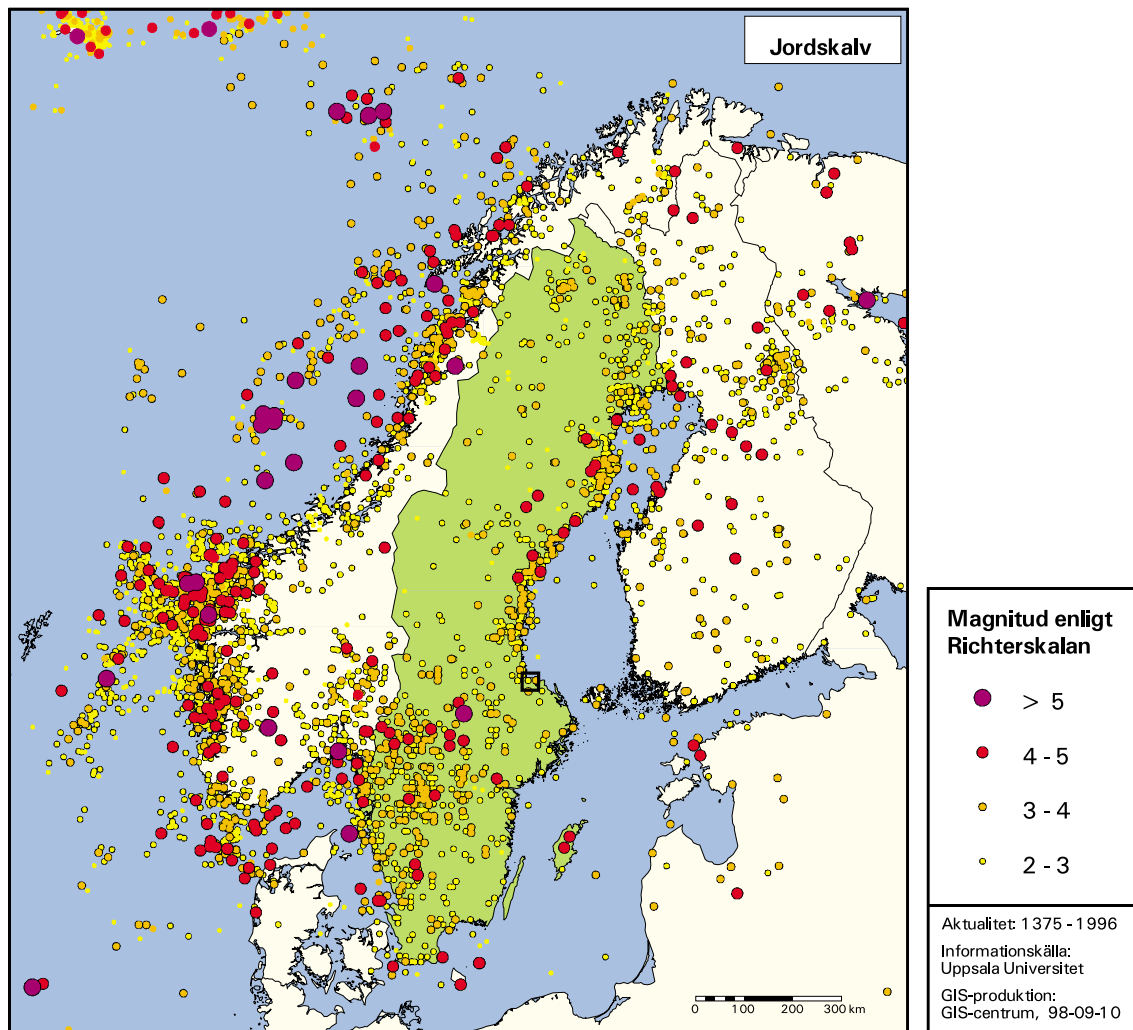 Jordskalv
Magnitud enligt
Richterskalan
> 5
4 - 5
3 - 4
2 - 3
Aktualitet: 1375 - 1996
Informationskälla:
Uppsala Universitet
GIS-produktion:
GIS-centrum, 98-09-10
0 100 200 300 km